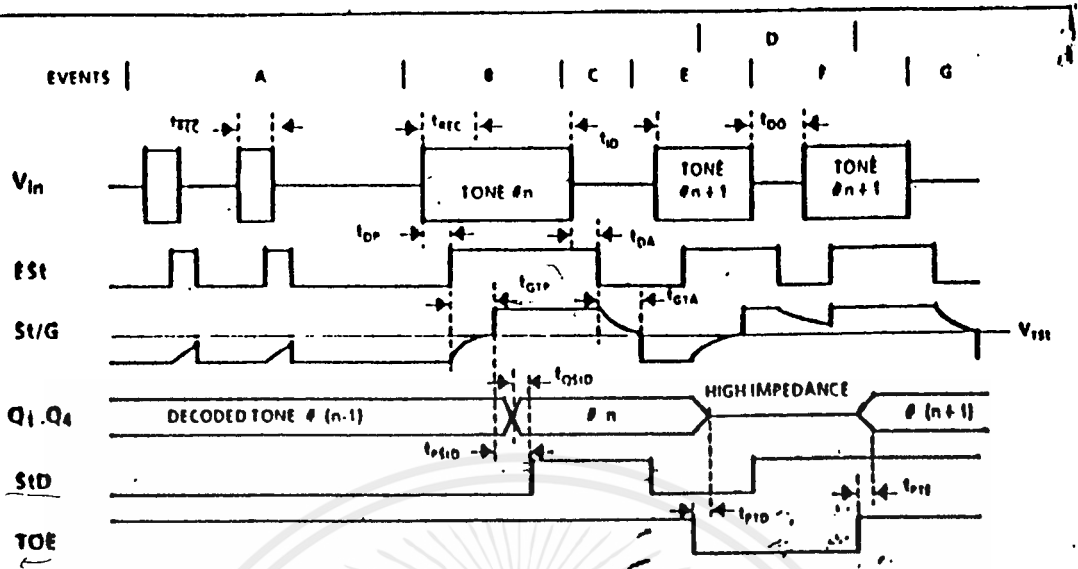 D
EVENTS A B C E F G
tREC tREC tID tDO
Vin TONE #n TONE #n+1 TONE #n+1
tDP tDA
ESt
tGTP tGTA
St/G VTSt
tQStD HIGH IMPEDANCE
Q1-Q4 DECODED TONE # (n-1) # n # (n+1)
tPStD
StD
tPTD tPTE
TOE